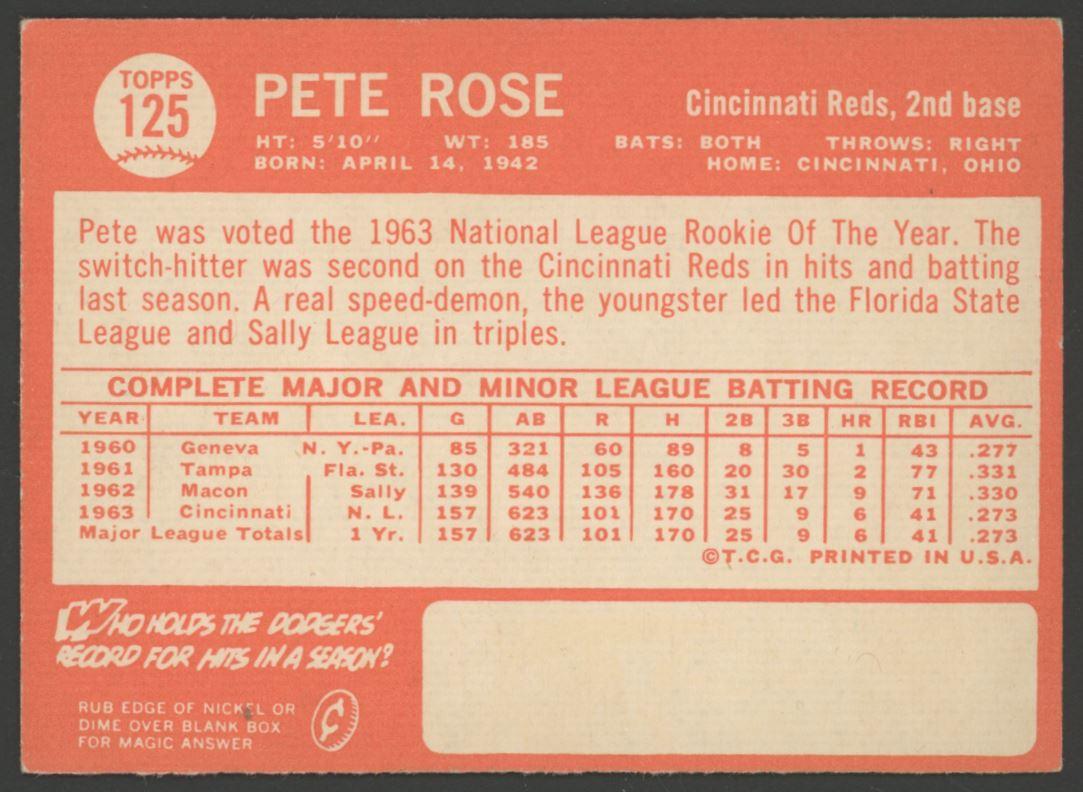 TOPPS
125
PETE ROSE
Cincinnati Reds, 2nd base
HT: 5'10" WT: 185 BATS: BOTH THROWS: RIGHT
BORN: APRIL 14, 1942 HOME: CINCINNATI, OHIO
Pete was voted the 1963 National League Rookie Of The Year. The
switch-hitter was second on the Cincinnati Reds in hits and batting
last season. A real speed-demon, the youngster led the Florida State
League and Sally League in triples.
COMPLETE MAJOR AND MINOR LEAGUE BATTING RECORD
YEAR TEAM LEA. G AB R H 2B 3B HR RBI AVG.
1960 Geneva N. Y.-Pa. 85 321 60 89 8 5 1 43 .277
1961 Tampa Fla. St. 130 484 105 160 20 30 2 77 .331
1962 Macon Sally 139 540 136 178 31 17 9 71 .330
1963 Cincinnati N. L. 157 623 101 170 25 9 6 41 .273
Major League Totals 1 Yr. 157 623 101 170 25 9 6 41 .273
©T.C.G. PRINTED IN U.S.A.
WHO HOLDS THE DODGERS'
RECORD FOR HITS IN A SEASON?
RUB EDGE OF NICKEL OR
DIME OVER BLANK BOX
FOR MAGIC ANSWER
¢